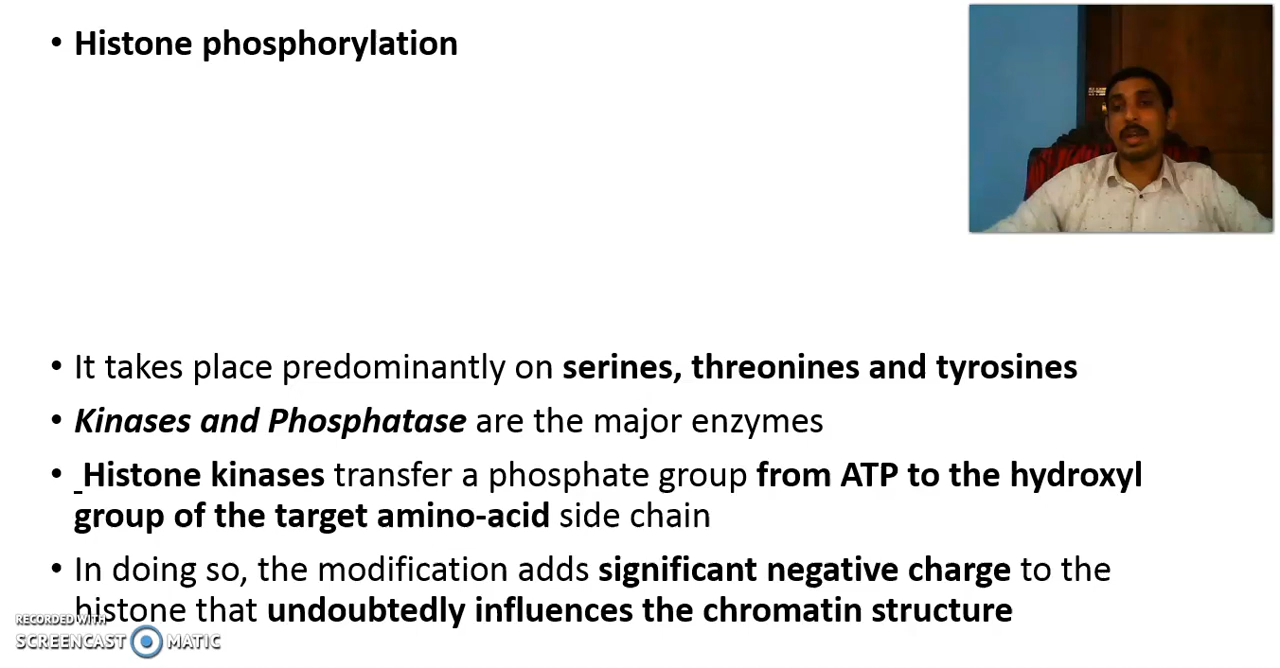 • Histone phosphorylation
• It takes place predominantly on serines, threonines and tyrosines
• Kinases and Phosphatase are the major enzymes
• Histone kinases transfer a phosphate group from ATP to the hydroxyl
group of the target amino-acid side chain
• In doing so, the modification adds significant negative charge to the
histone that undoubtedly influences the chromatin structure
RECORDED WITH
SCREENCAST MATIC